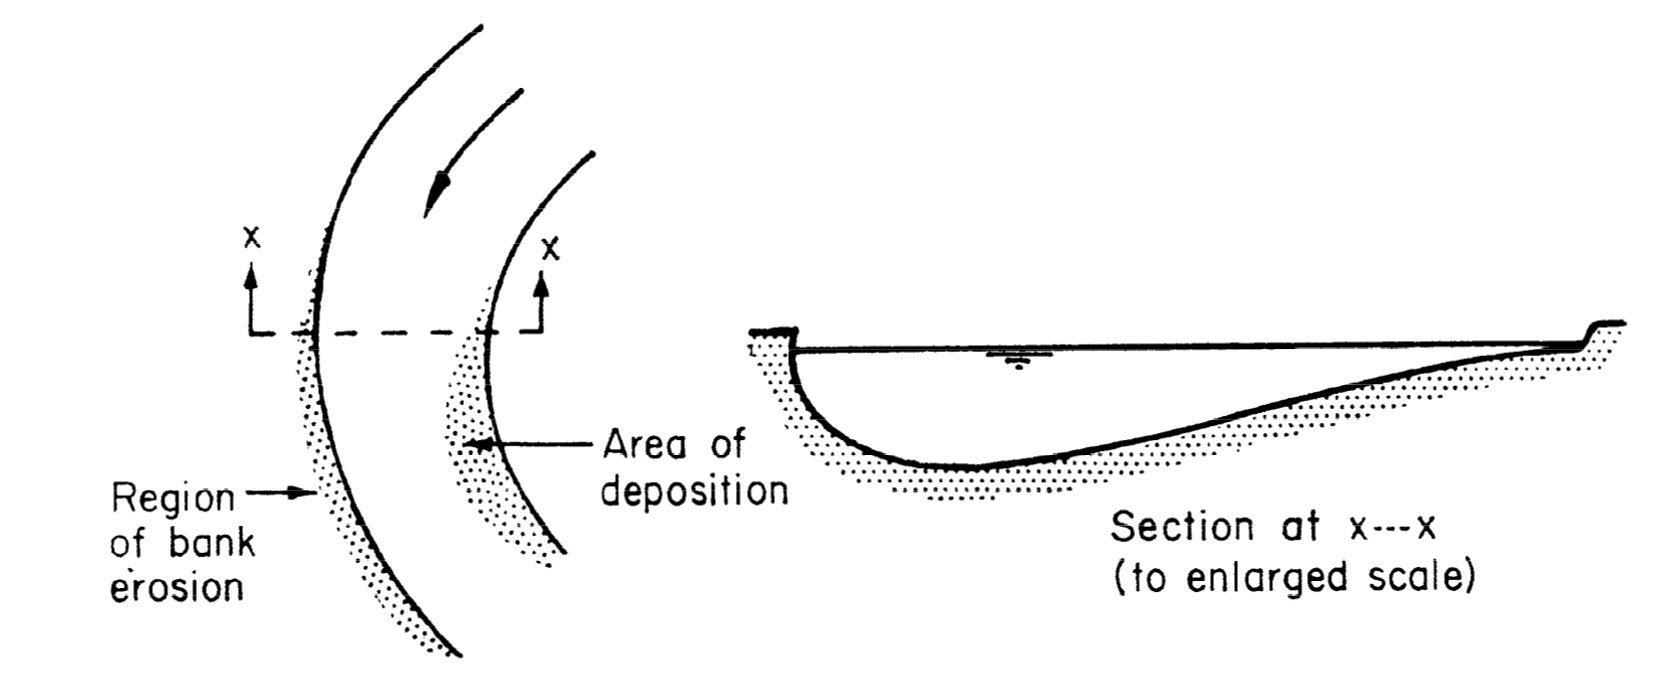 x
x
Area of
deposition
Region
of bank
erosion
Section at x---x
(to enlarged scale)